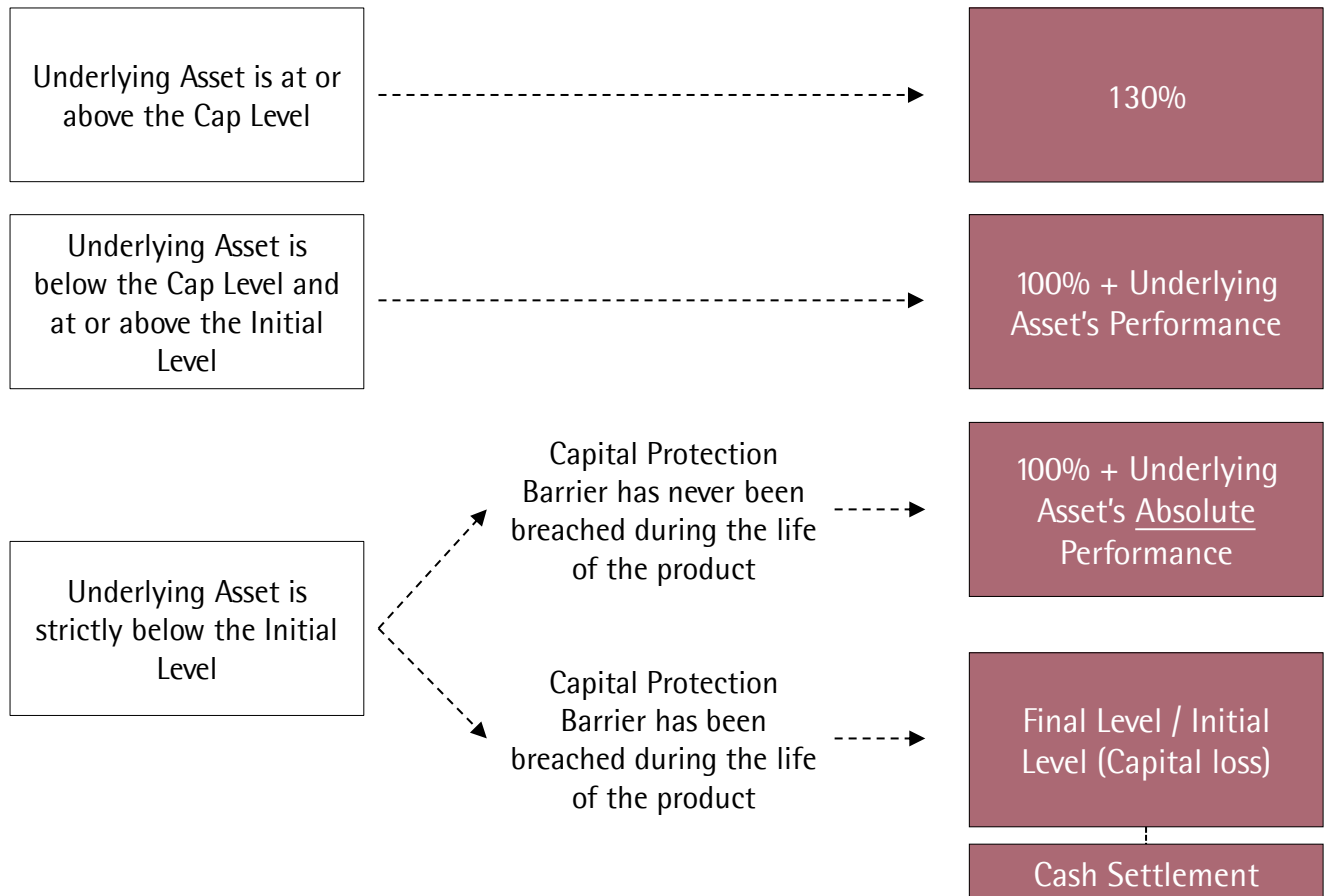 Underlying Asset is at or
above the Cap Level
130%
Underlying Asset is
below the Cap Level and
at or above the Initial
Level
100% + Underlying
Asset's Performance
Underlying Asset is
strictly below the Initial
Level
Capital Protection
Barrier has never been
breached during the life
of the product
100% + Underlying
Asset's Absolute
Performance
Capital Protection
Barrier has been
breached during the life
of the product
Final Level / Initial
Level (Capital loss)
Cash Settlement